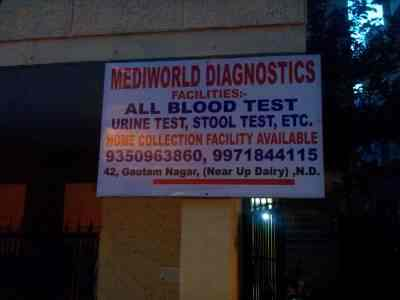 MEDIWORLD DIAGNOSTICS
FACILITIES:-
ALL BLOOD TEST
URINE TEST, STOOL TEST, ETC.
HOME COLLECTION FACILITY AVAILABLE
9350963860, 9971844115
42, Gautam Nagar, (Near Up Dairy) ,N.D.